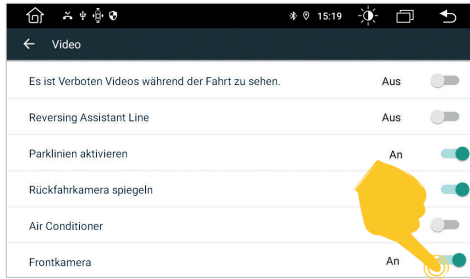 15:19
Video
Es ist Verboten Videos während der Fahrt zu sehen. Aus
Reversing Assistant Line Aus
Parklinien aktivieren An
Rückfahrkamera spiegeln
Air Conditioner
Frontkamera An